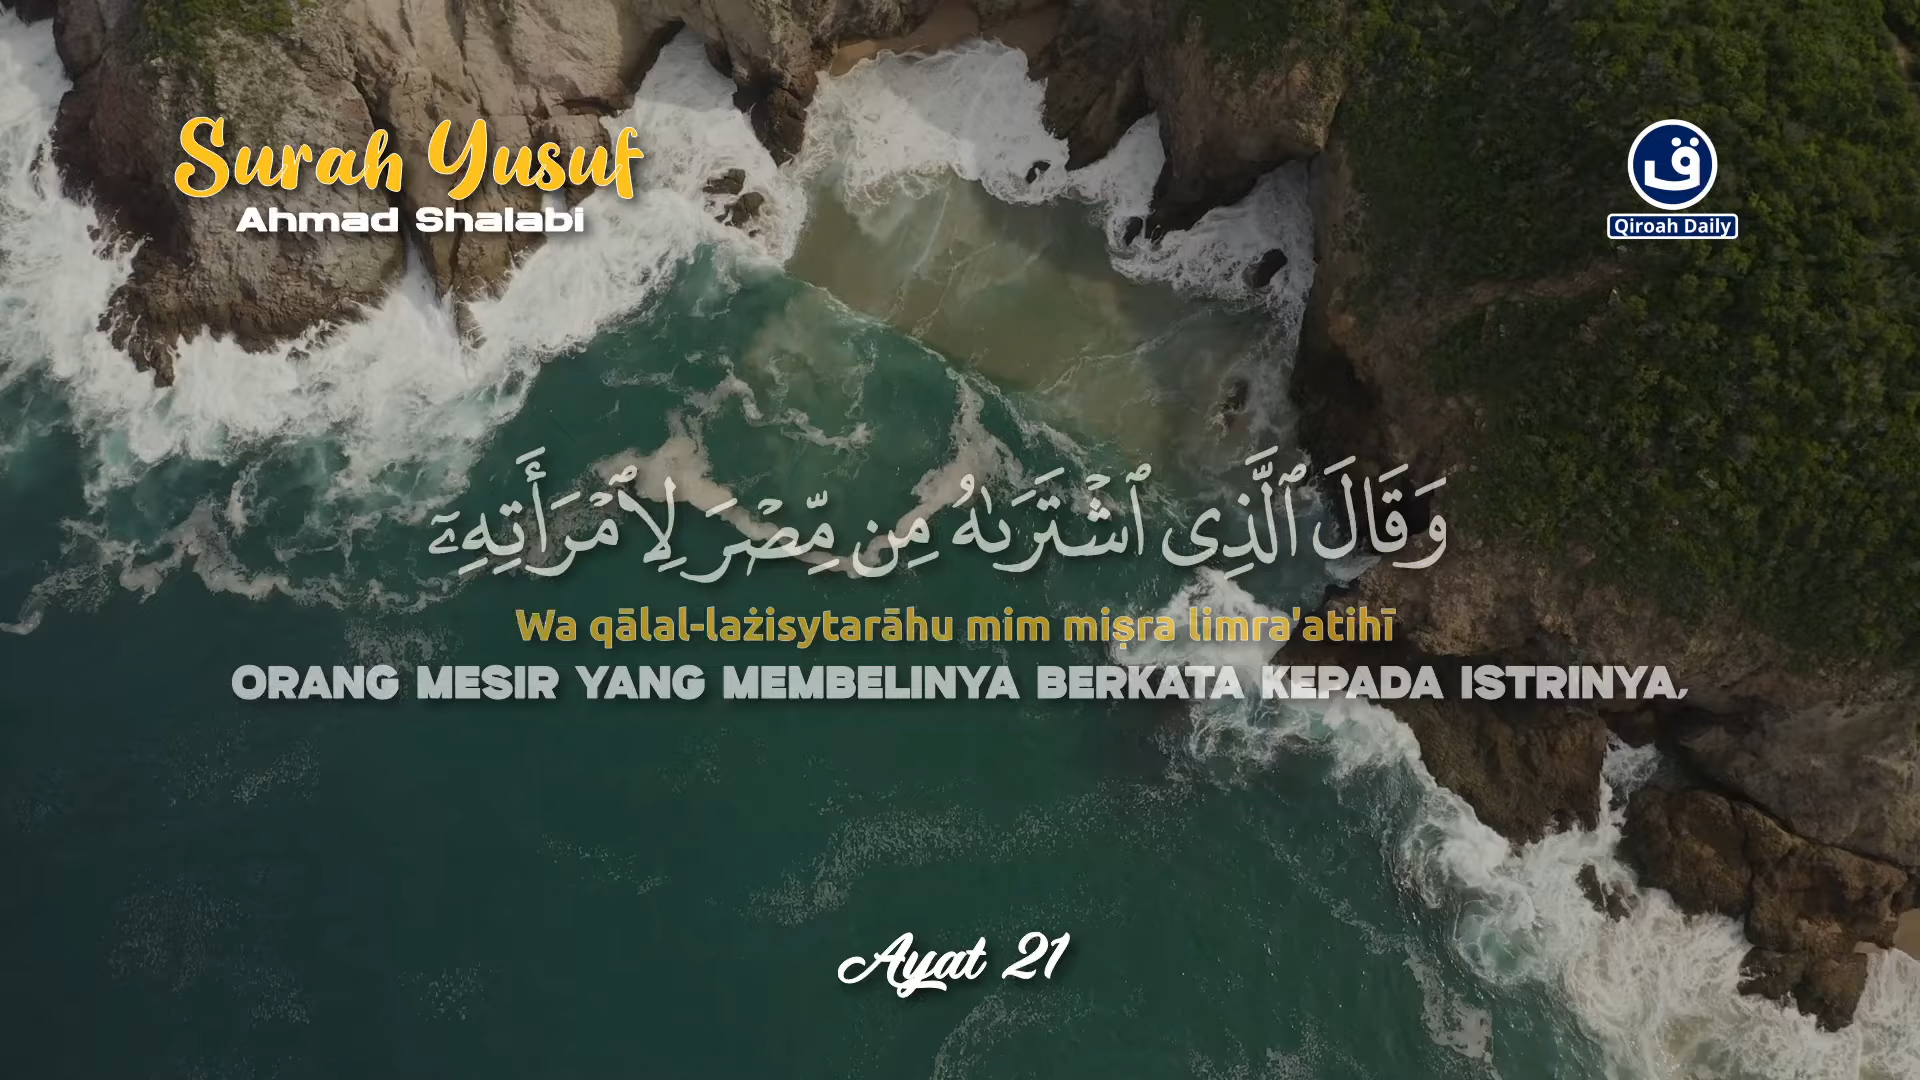 Surah Yusuf
Ahmad Shalabi
ق
Qiroah Daily
وَقَالَ ٱلَّذِى ٱشْتَرَىٰهُ مِن مِّصْرَ لِٱمْرَأَتِهِۦٓ
Wa qālal-lażisytarāhu mim miṣra limra'atihī
ORANG MESIR YANG MEMBELINYA BERKATA KEPADA ISTRINYA,
Ayat 21